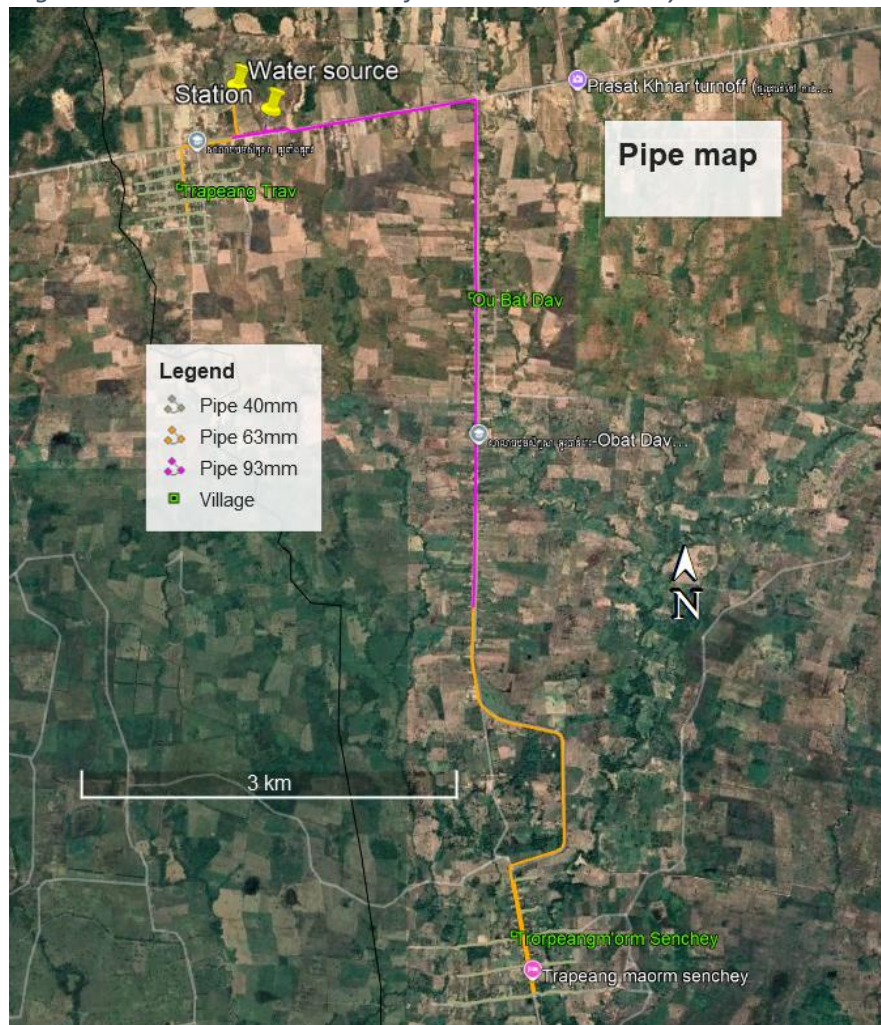 Water source
Station
Prasat Khnar turnoff
Pipe map
Trapeang Trav
Ou Bat Dav
Legend
Pipe 40mm
Pipe 63mm
Pipe 93mm
Village
-Obat Dav...
N
3 km
Trorpeangm'orm Senchey
Trapeang maorm senchey